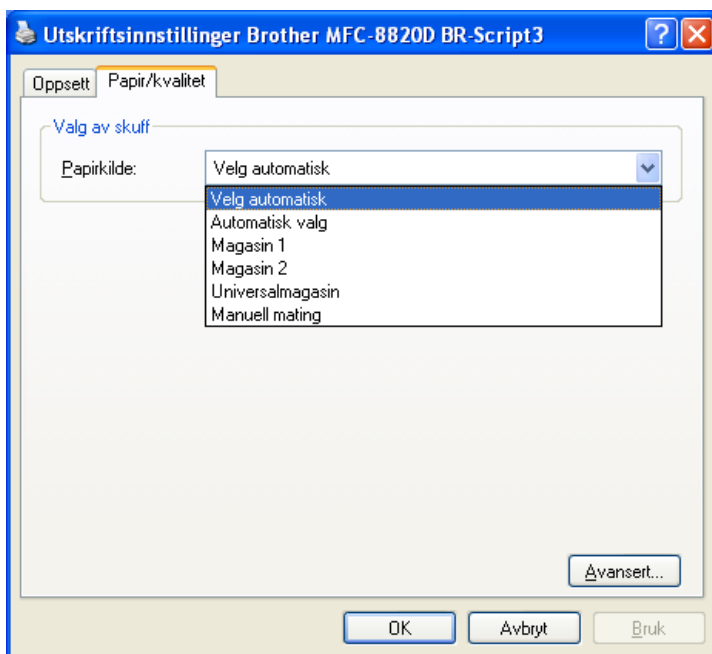 Utskriftsinnstillinger Brother MFC-8820D BR-Script3
Oppsett Papir/kvalitet
Valg av skuff
Papirkilde: Velg automatisk
Velg automatisk
Automatisk valg
Magasin 1
Magasin 2
Universalmagasin
Manuell mating
Avansert...
OK Avbryt Bruk